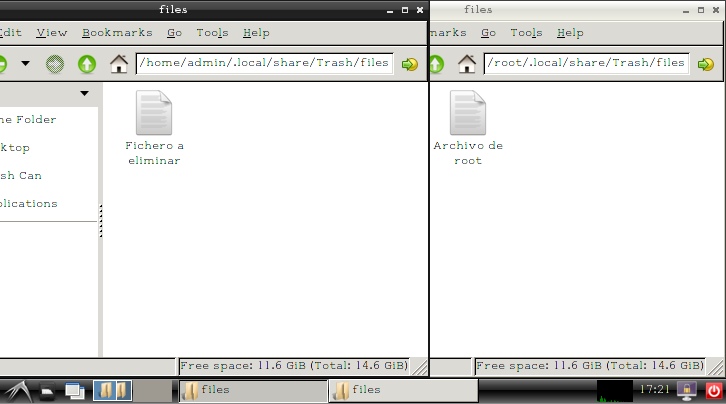 files
Edit View Bookmarks Go Tools Help
/home/admin/.local/share/Trash/files
me Folder
ktop
sh Can
plications
Fichero a
eliminar
Free space: 11.6 GiB (Total: 14.6 GiB)
files
marks Go Tools Help
/root/.local/share/Trash/files
Archivo de
root
Free space: 11.6 GiB (Total: 14.6 GiB)
files
files
17:21